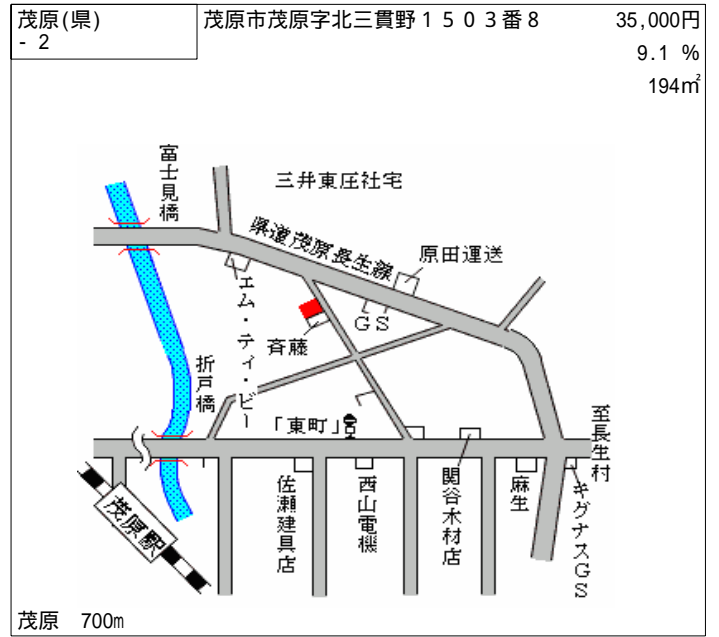 茂原(県)
- 2
茂原市茂原字北三貫野１５０３番８
35,000円
9.1 %
194㎡
富士見橋
三井東圧社宅
県道茂原長生線
原田運送
エム・ティ・ビー
GS
斉藤
折戸橋
「東町」
至長生村
佐瀬建具店
西山電機
関谷木材店
麻生
キグナスGS
茂原駅
茂原 700m